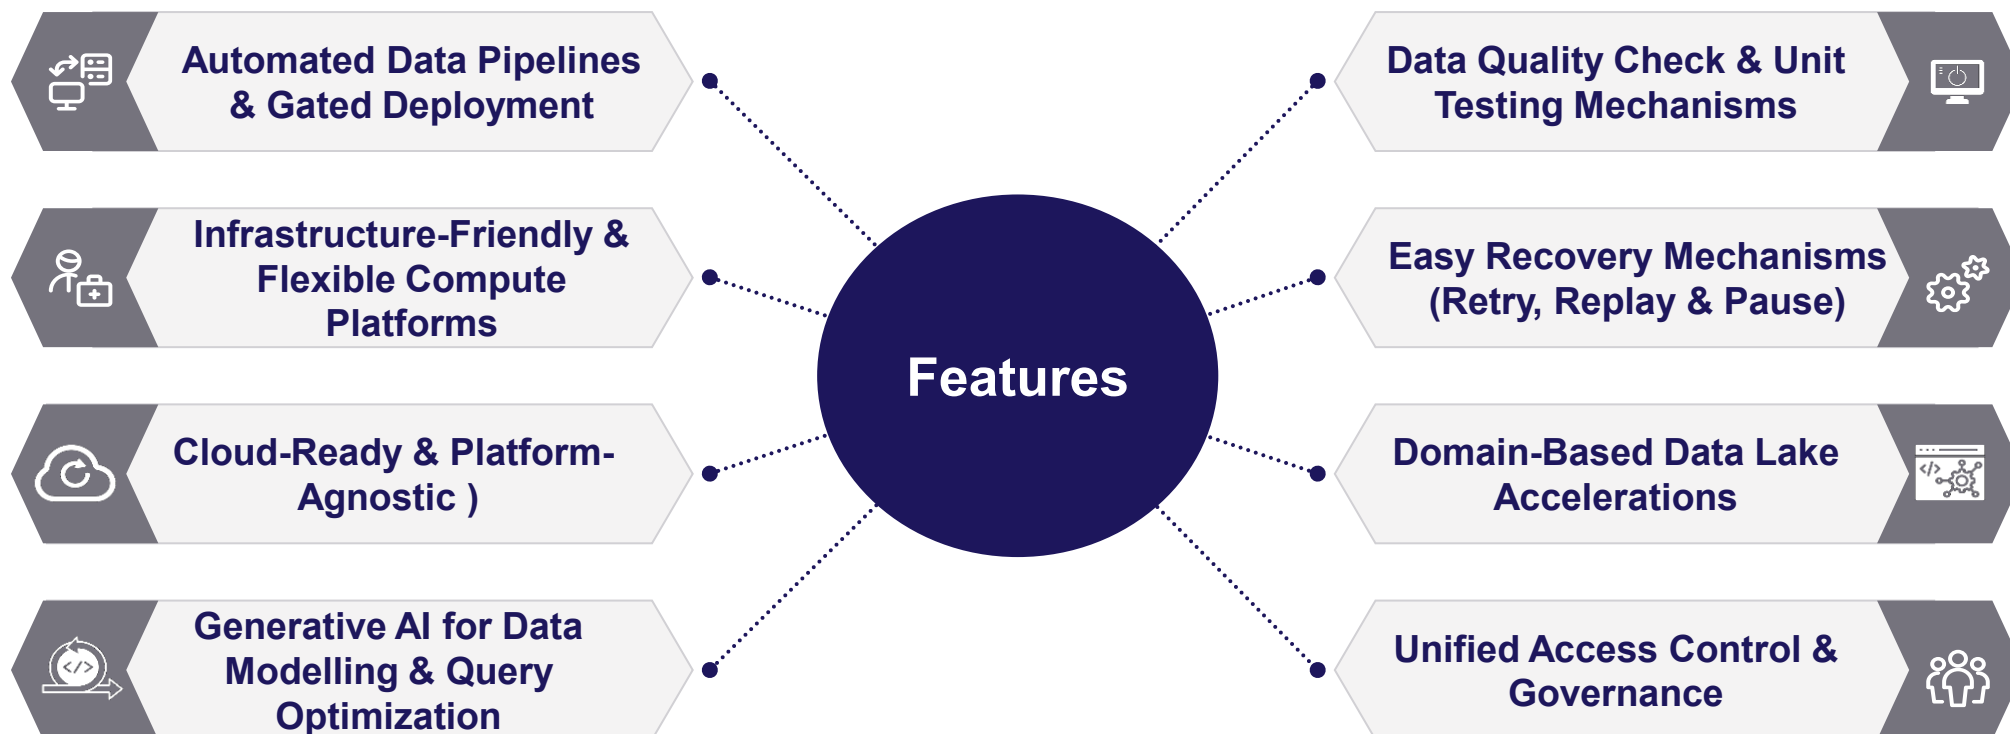 Automated Data Pipelines
& Gated Deployment
Infrastructure-Friendly &
Flexible Compute
Platforms
Cloud-Ready & Platform-
Agnostic )
Generative AI for Data
Modelling & Query
Optimization
Features
Data Quality Check & Unit
Testing Mechanisms
Easy Recovery Mechanisms
(Retry, Replay & Pause)
Domain-Based Data Lake
Accelerations
Unified Access Control &
Governance